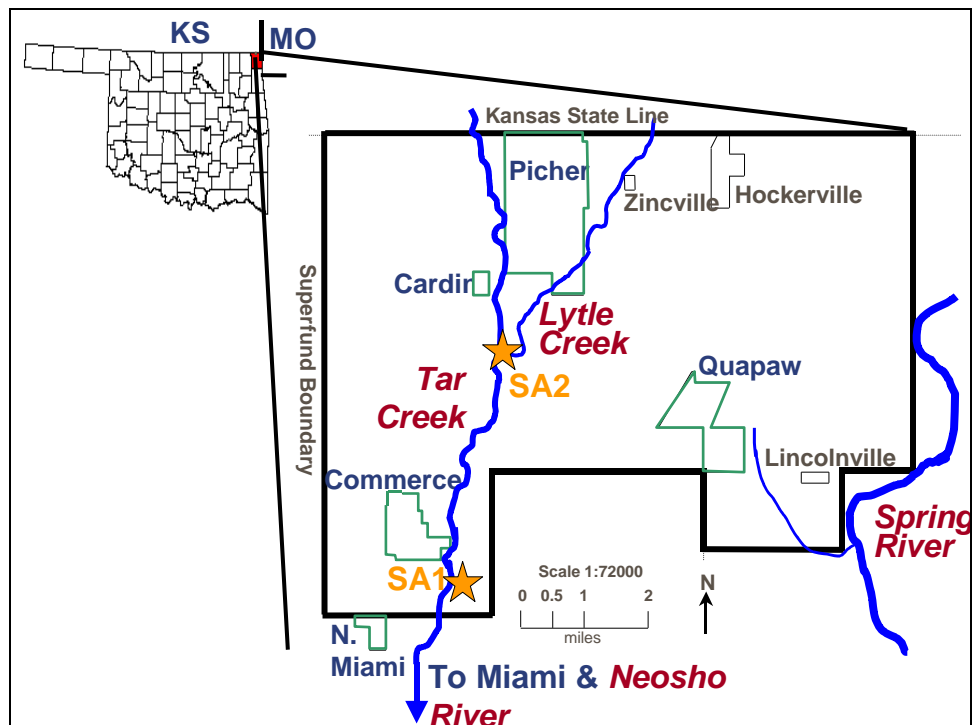 KS
MO
Kansas State Line
Picher
Zincville
Hockerville
Cardin
Superfund Boundary
Lytle
Creek
SA2
Tar
Creek
Quapaw
Commerce
Lincolnville
Spring
River
SA1
Scale 1:72000
0 0.5 1 2
miles
N
N.
Miami
To Miami & Neosho
River